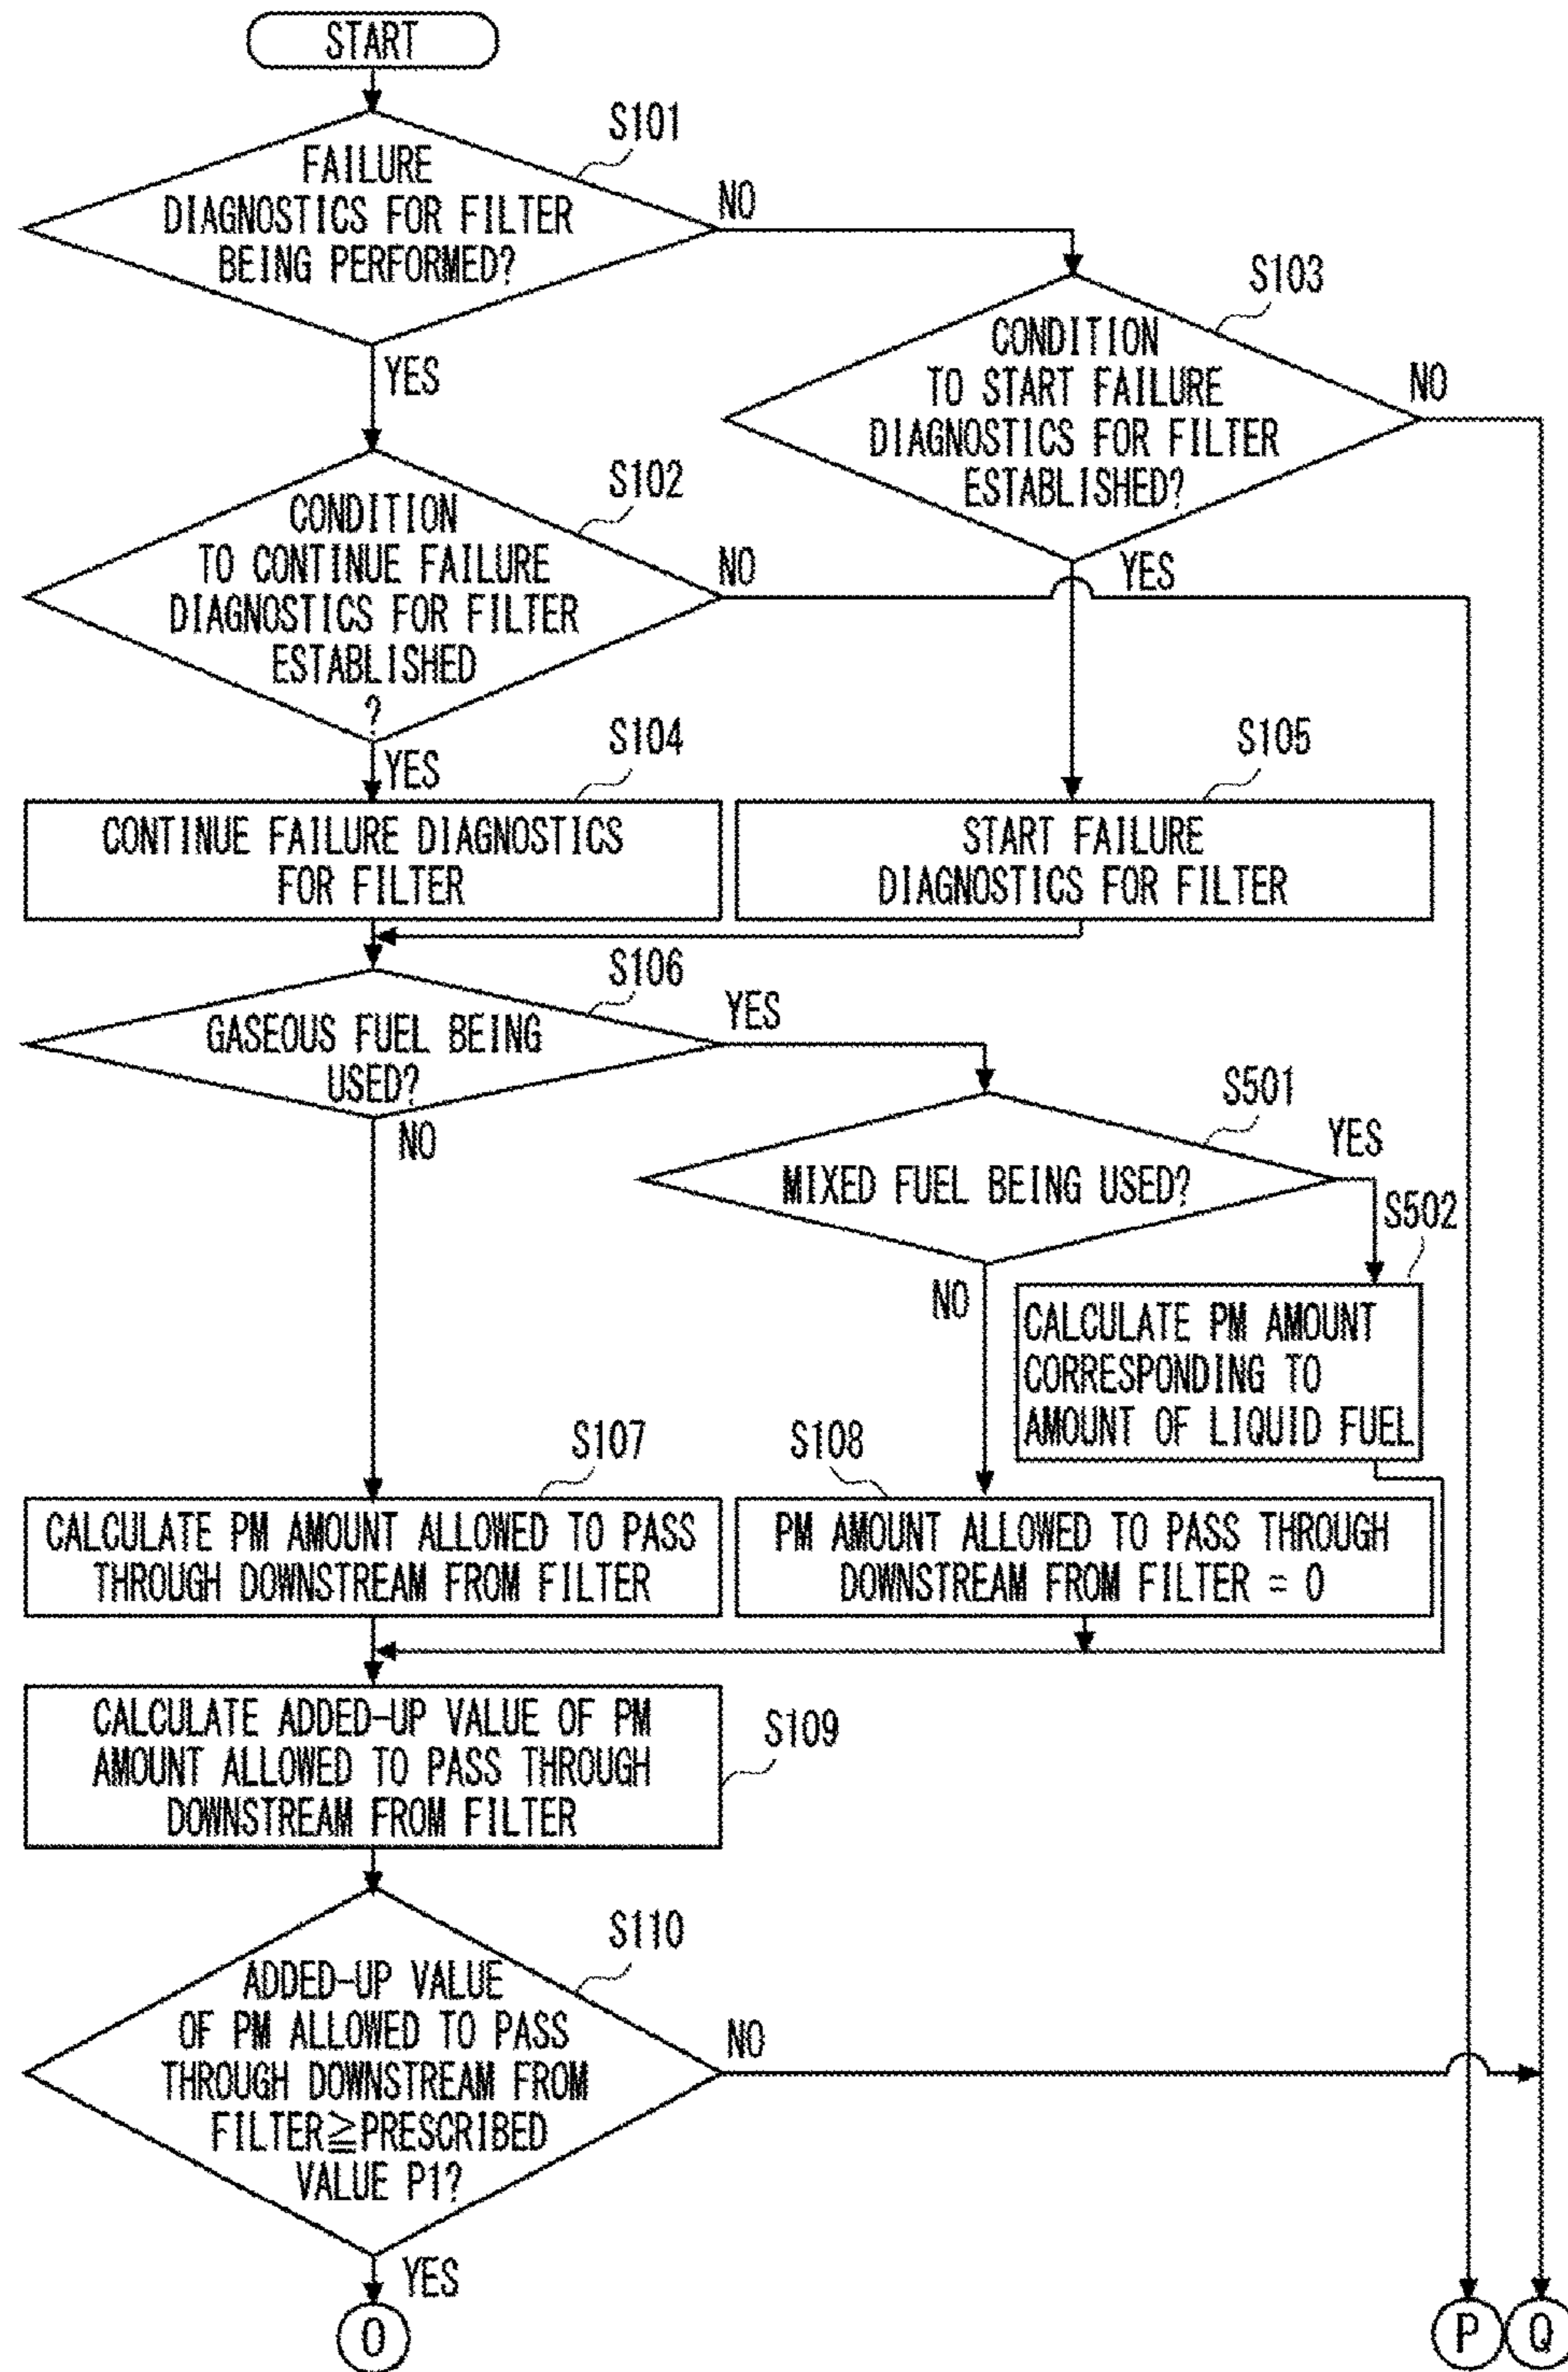 START
S101
FAILURE
DIAGNOSTICS FOR FILTER
BEING PERFORMED?
NO
YES
S103
CONDITION
TO START FAILURE
DIAGNOSTICS FOR FILTER
ESTABLISHED?
NO
YES
S102
CONDITION
TO CONTINUE FAILURE
DIAGNOSTICS FOR FILTER
ESTABLISHED
?
NO
YES
S104
CONTINUE FAILURE DIAGNOSTICS
FOR FILTER
S105
START FAILURE
DIAGNOSTICS FOR FILTER
S106
GASEOUS FUEL BEING
USED?
YES
NO
S501
MIXED FUEL BEING USED?
YES
NO
S502
CALCULATE PM AMOUNT
CORRESPONDING TO
AMOUNT OF LIQUID FUEL
S107
CALCULATE PM AMOUNT ALLOWED TO PASS
THROUGH DOWNSTREAM FROM FILTER
S108
PM AMOUNT ALLOWED TO PASS THROUGH
DOWNSTREAM FROM FILTER = 0
CALCULATE ADDED-UP VALUE OF PM
AMOUNT ALLOWED TO PASS THROUGH
DOWNSTREAM FROM FILTER
S109
S110
ADDED-UP VALUE
OF PM ALLOWED TO PASS
THROUGH DOWNSTREAM FROM
FILTER≧PRESCRIBED
VALUE P1?
NO
YES
O
P
Q